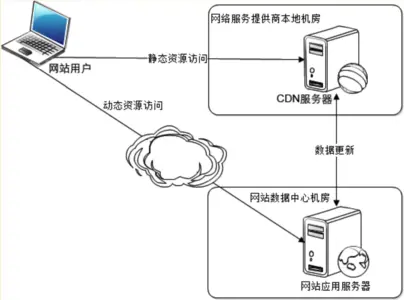 网络服务提供商本地机房
静态资源访问
网站用户
CDN服务器
动态资源访问
数据更新
网站数据中心机房
网站应用服务器